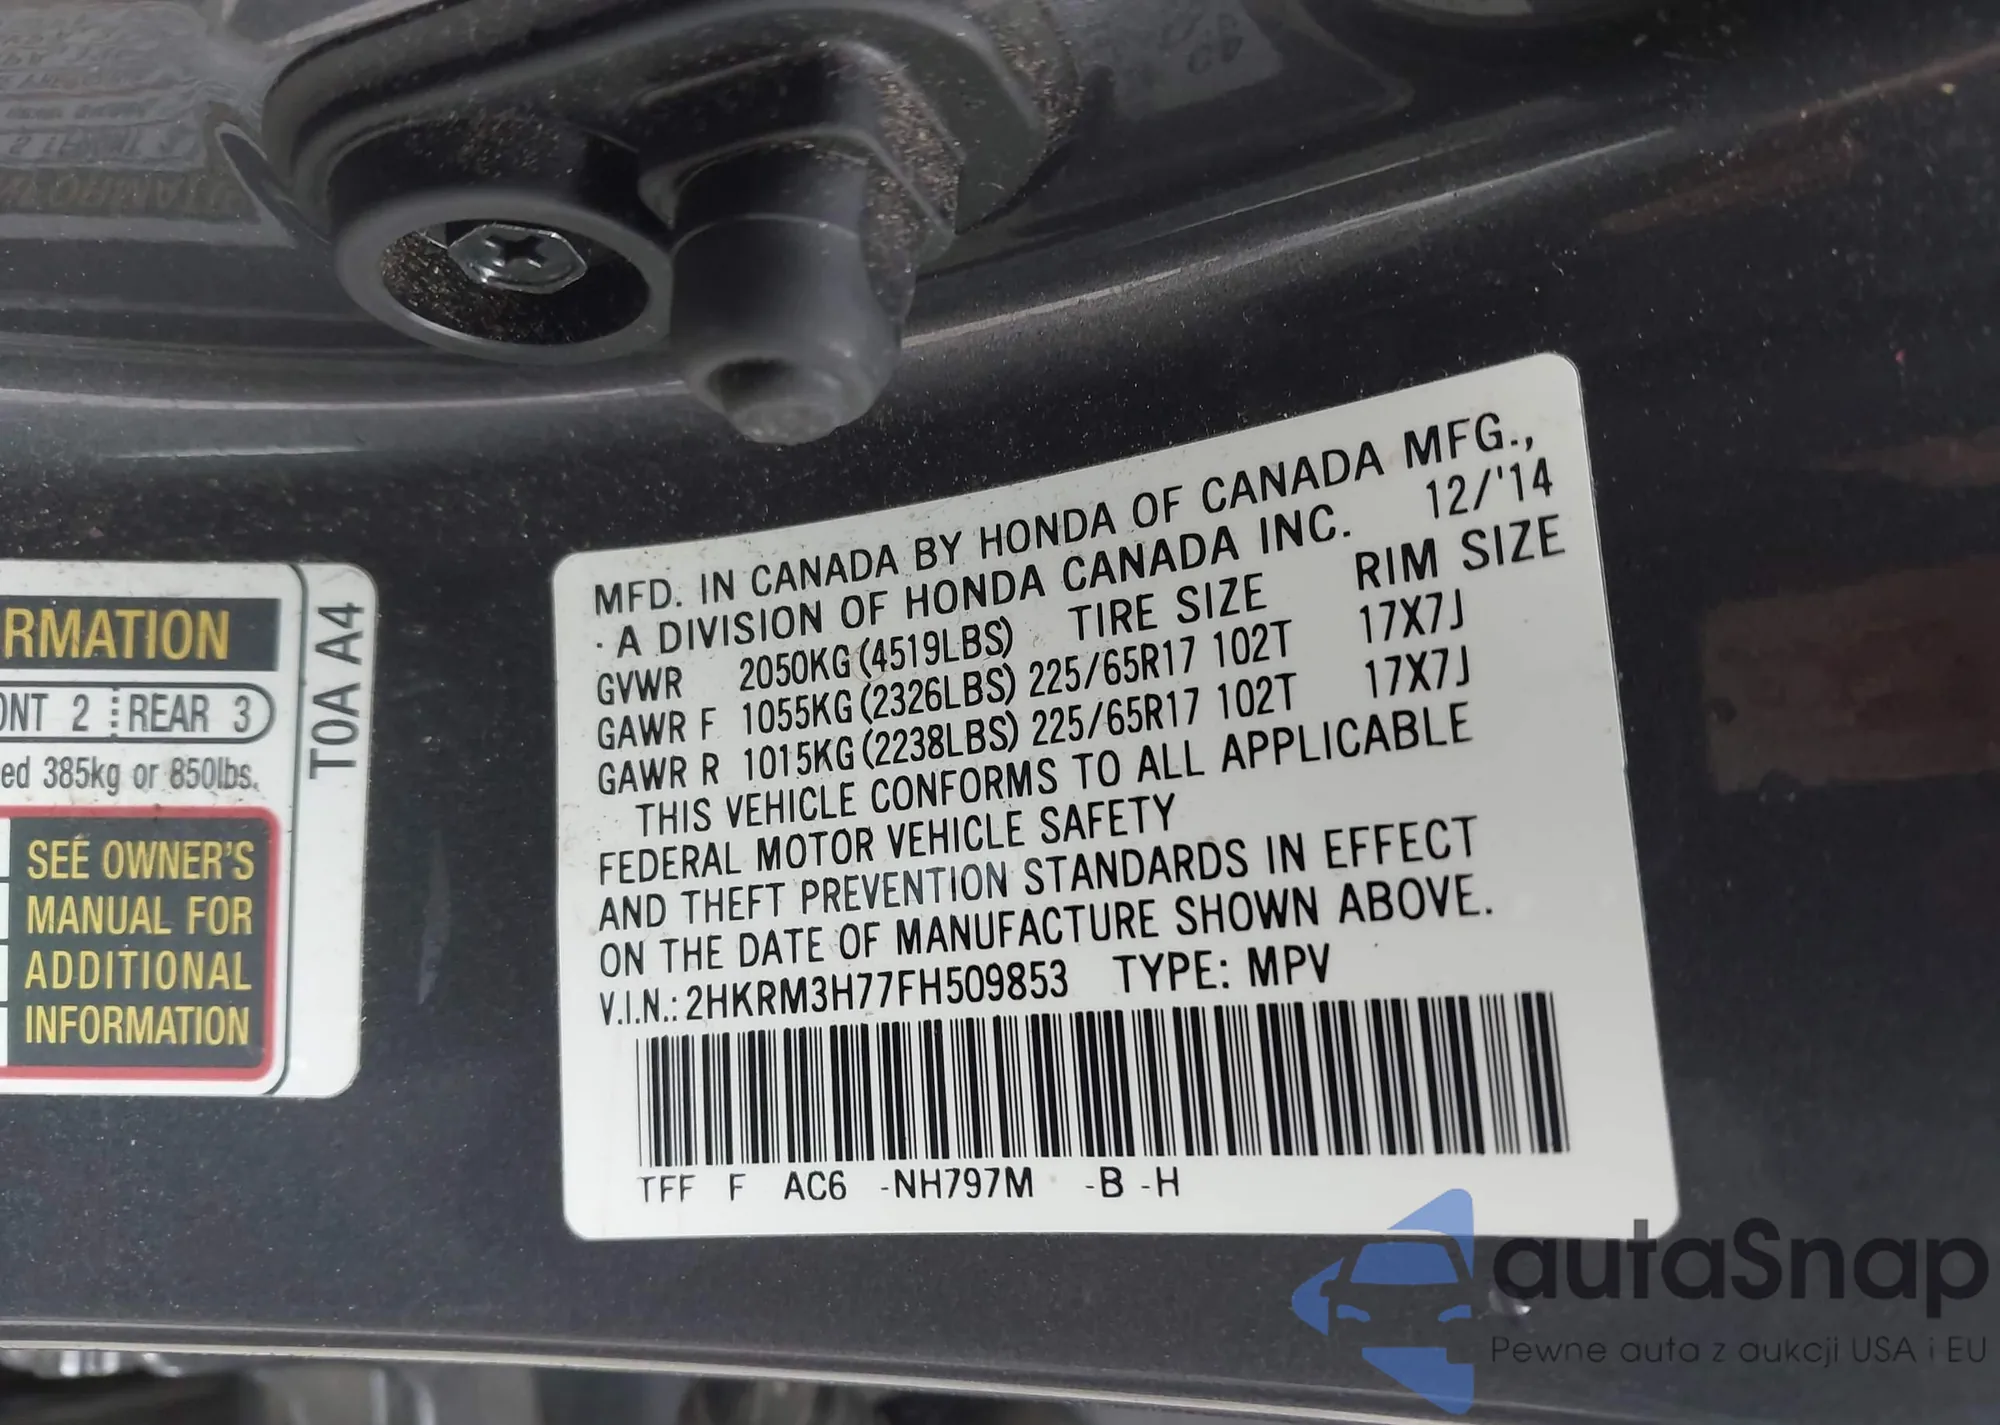 RMATION
ONT 2 REAR 3
ed 385kg or 850lbs.
SEE OWNER'S
MANUAL FOR
ADDITIONAL
INFORMATION
T0A A4
MFD. IN CANADA BY HONDA OF CANADA MFG.,
· A DIVISION OF HONDA CANADA INC. 12/'14
GVWR 2050KG (4519LBS) TIRE SIZE RIM SIZE
GAWR F 1055KG (2326LBS) 225/65R17 102T 17X7J
GAWR R 1015KG (2238LBS) 225/65R17 102T 17X7J
THIS VEHICLE CONFORMS TO ALL APPLICABLE
FEDERAL MOTOR VEHICLE SAFETY
AND THEFT PREVENTION STANDARDS IN EFFECT
ON THE DATE OF MANUFACTURE SHOWN ABOVE.
V.I.N.: 2HKRM3H77FH509853 TYPE: MPV
TFF F AC6 -NH797M -B -H
autaSnap
Pewne auta z aukcji USA i EU